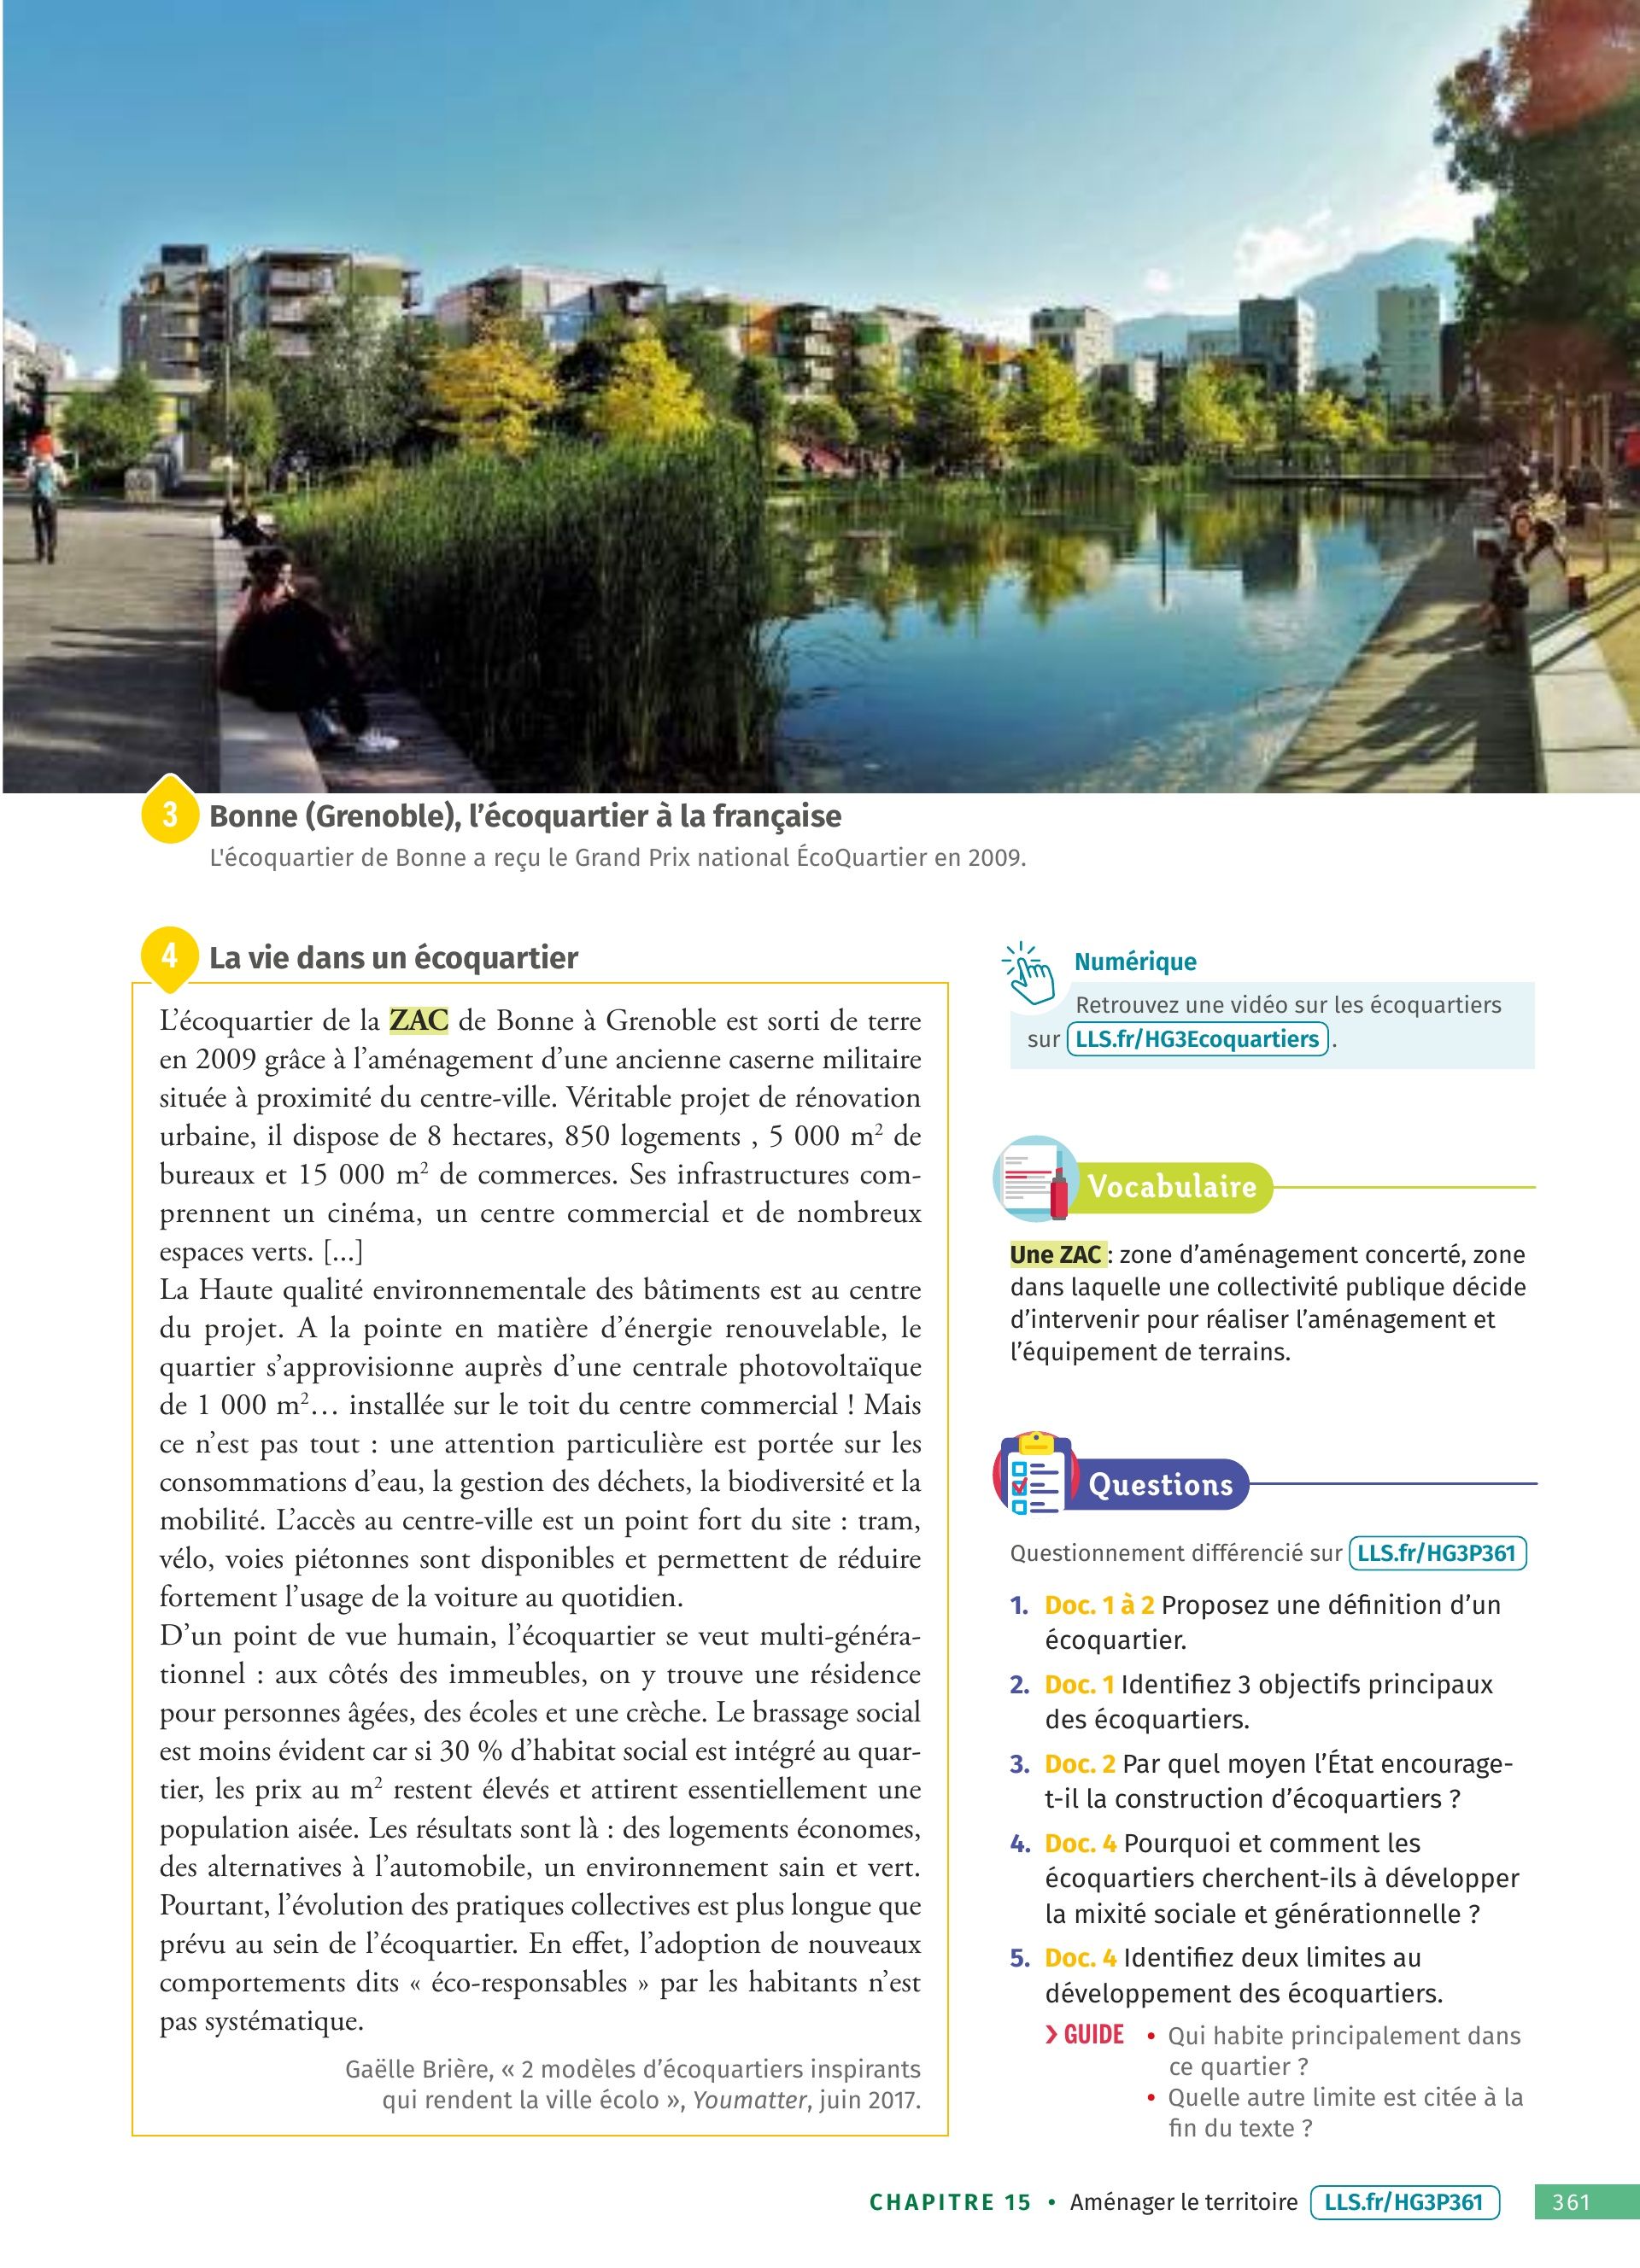 3
Bonne (Grenoble), l'écoquartier à la française
L'écoquartier de Bonne a reçu le Grand Prix national ÉcoQuartier en 2009.
4
La vie dans un écoquartier
L'écoquartier de la ZAC de Bonne à Grenoble est sorti de terre
en 2009 grâce à l'aménagement d'une ancienne caserne militaire
située à proximité du centre-ville. Véritable projet de rénovation
urbaine, il dispose de 8 hectares, 850 logements , 5 000 m² de
bureaux et 15 000 m² de commerces. Ses infrastructures com-
prennent un cinéma, un centre commercial et de nombreux
espaces verts. [...]
La Haute qualité environnementale des bâtiments est au centre
du projet. A la pointe en matière d'énergie renouvelable, le
quartier s'approvisionne auprès d'une centrale photovoltaïque
de 1 000 m²… installée sur le toit du centre commercial ! Mais
ce n'est pas tout : une attention particulière est portée sur les
consommations d'eau, la gestion des déchets, la biodiversité et la
mobilité. L'accès au centre-ville est un point fort du site : tram,
vélo, voies piétonnes sont disponibles et permettent de réduire
fortement l'usage de la voiture au quotidien.
D'un point de vue humain, l'écoquartier se veut multi-généra-
tionnel : aux côtés des immeubles, on y trouve une résidence
pour personnes âgées, des écoles et une crèche. Le brassage social
est moins évident car si 30 % d'habitat social est intégré au quar-
tier, les prix au m² restent élevés et attirent essentiellement une
population aisée. Les résultats sont là : des logements économes,
des alternatives à l'automobile, un environnement sain et vert.
Pourtant, l'évolution des pratiques collectives est plus longue que
prévu au sein de l'écoquartier. En effet, l'adoption de nouveaux
comportements dits « éco-responsables » par les habitants n'est
pas systématique.
Gaëlle Brière, « 2 modèles d'écoquartiers inspirants
qui rendent la ville écolo », Youmatter, juin 2017.
Numérique
Retrouvez une vidéo sur les écoquartiers
sur LLS.fr/HG3Ecoquartiers .
Vocabulaire
Une ZAC : zone d'aménagement concerté, zone
dans laquelle une collectivité publique décide
d'intervenir pour réaliser l'aménagement et
l'équipement de terrains.
Questions
Questionnement différencié sur LLS.fr/HG3P361
1. Doc. 1 à 2 Proposez une définition d'un
écoquartier.
2. Doc. 1 Identifiez 3 objectifs principaux
des écoquartiers.
3. Doc. 2 Par quel moyen l'État encourage-
t-il la construction d'écoquartiers ?
4. Doc. 4 Pourquoi et comment les
écoquartiers cherchent-ils à développer
la mixité sociale et générationnelle ?
5. Doc. 4 Identifiez deux limites au
développement des écoquartiers.
› GUIDE • Qui habite principalement dans
ce quartier ?
• Quelle autre limite est citée à la
fin du texte ?
CHAPITRE 15 • Aménager le territoire LLS.fr/HG3P361 361